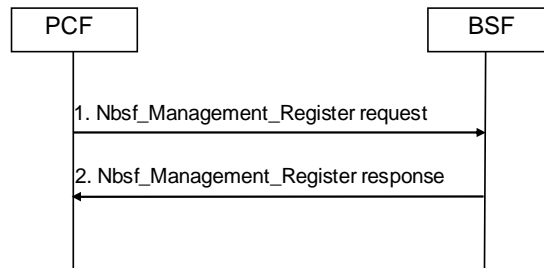 PCF
BSF
1. Nbsf_Management_Register request
2. Nbsf_Management_Register response